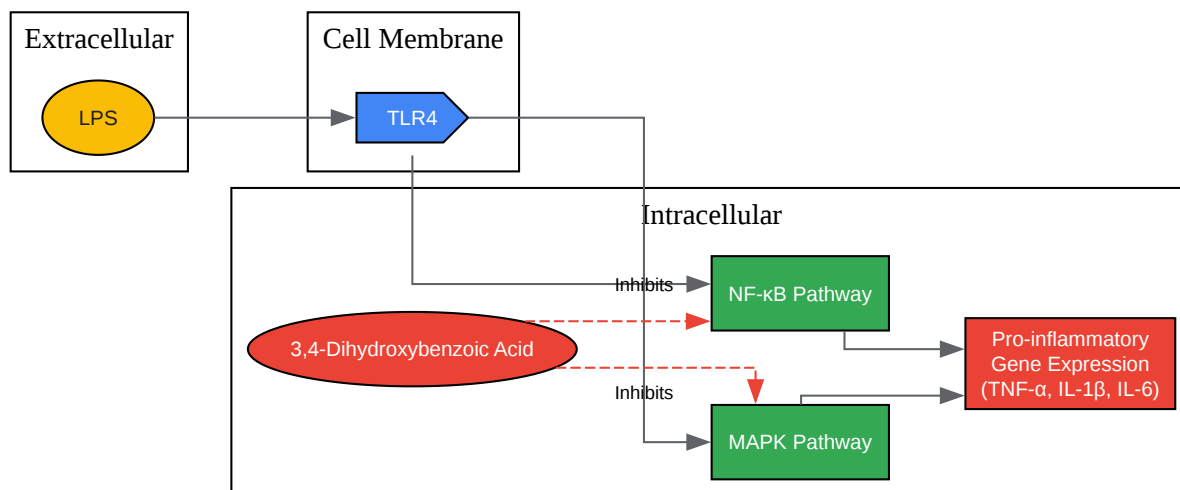 Extracellular
Cell Membrane
LPS
TLR4
Intracellular
Inhibits
NF-κB Pathway
3,4-Dihydroxybenzoic Acid
Pro-inflammatory
Gene Expression
(TNF-α, IL-1β, IL-6)
Inhibits
MAPK Pathway